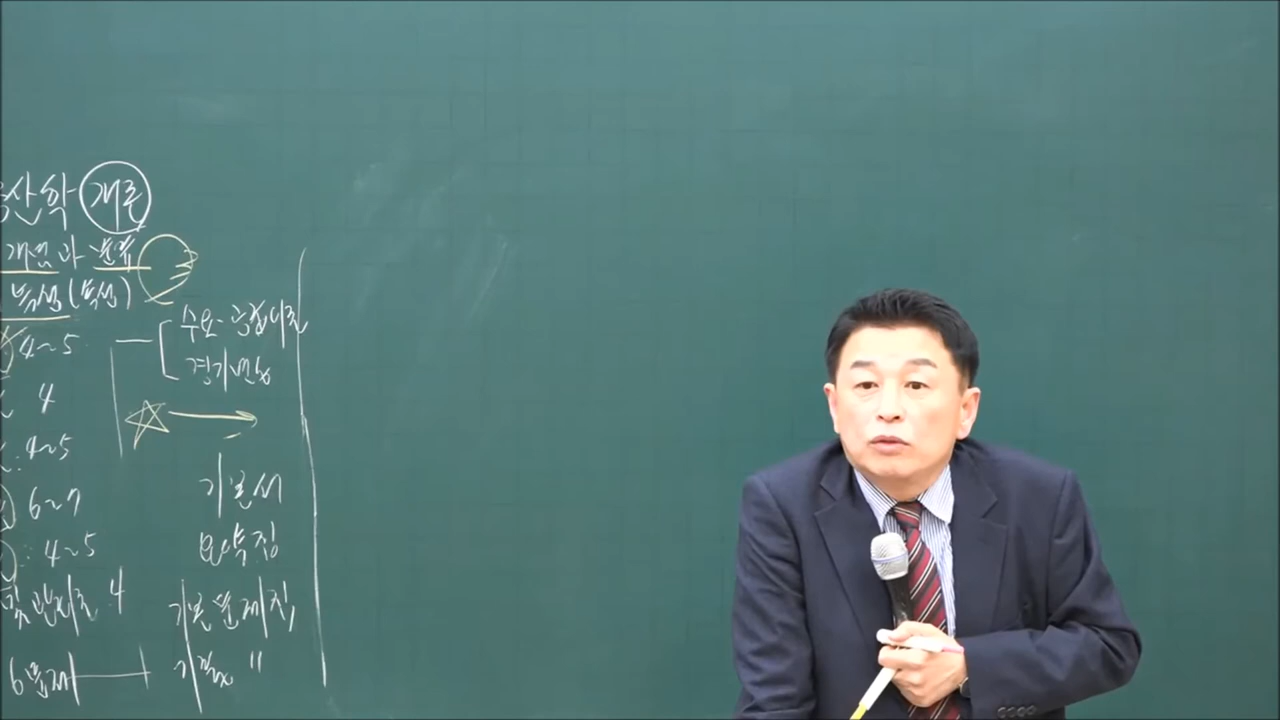 산학 개론
개념과 분류
특성(속성)
4~5
수요-공급이론
경기변동
4
4~5
6~7
4~5
4
6문제
기본서
요약집
기본문제집
기출 "